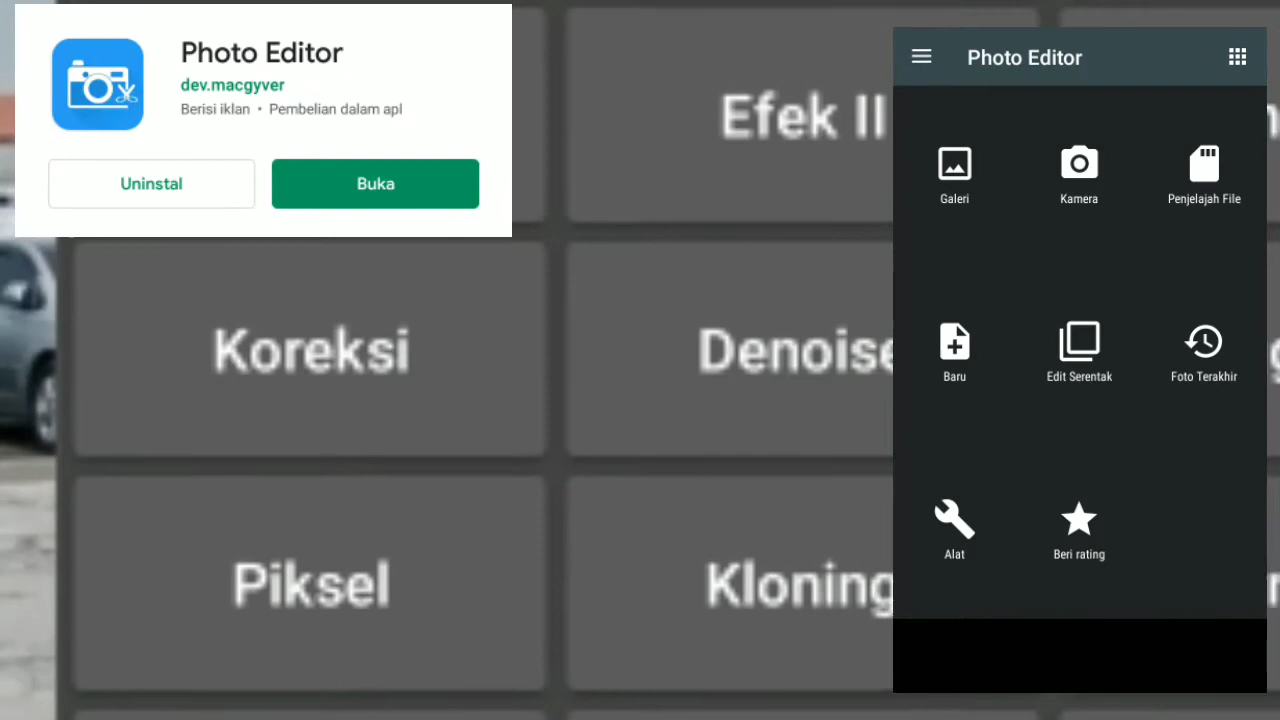 Photo Editor
dev.macgyver
Berisi iklan • Pembelian dalam apl
Uninstal
Buka
Efek II
Koreksi
Piksel
Kloning
Photo Editor
Galeri
Kamera
Penjelajah File
Baru
Edit Serentak
Foto Terakhir
Alat
Beri rating